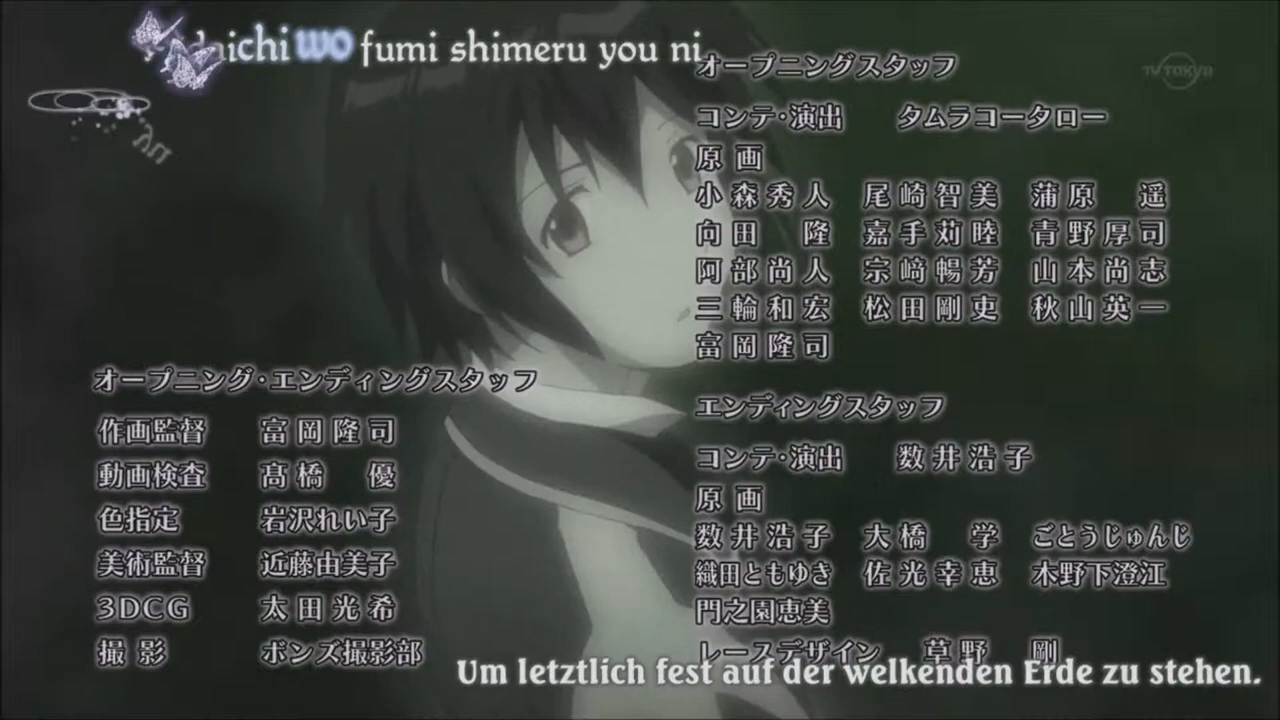 daichi wo fumi shimeru you ni
TV TOKYO
オープニングスタッフ
コンテ・演出 タムラコータロー
原画
小森秀人 尾崎智美 蒲原 遥
向田 隆 嘉手苅睦 青野厚司
阿部尚人 宗﨑暢芳 山本尚志
三輪和宏 松田剛吏 秋山英一
富岡隆司
オープニング・エンディングスタッフ
作画監督 富岡隆司
動画検査 髙橋 優
色指定 岩沢れい子
美術監督 近藤由美子
3DCG 太田光希
撮影 ボンズ撮影部
エンディングスタッフ
コンテ・演出 数井浩子
原画
数井浩子 大橋 学 ごとうじゅんじ
織田ともゆき 佐光幸恵 木野下澄江
門之園恵美
レースデザイン 草野 剛
Um letztlich fest auf der welkenden Erde zu stehen.